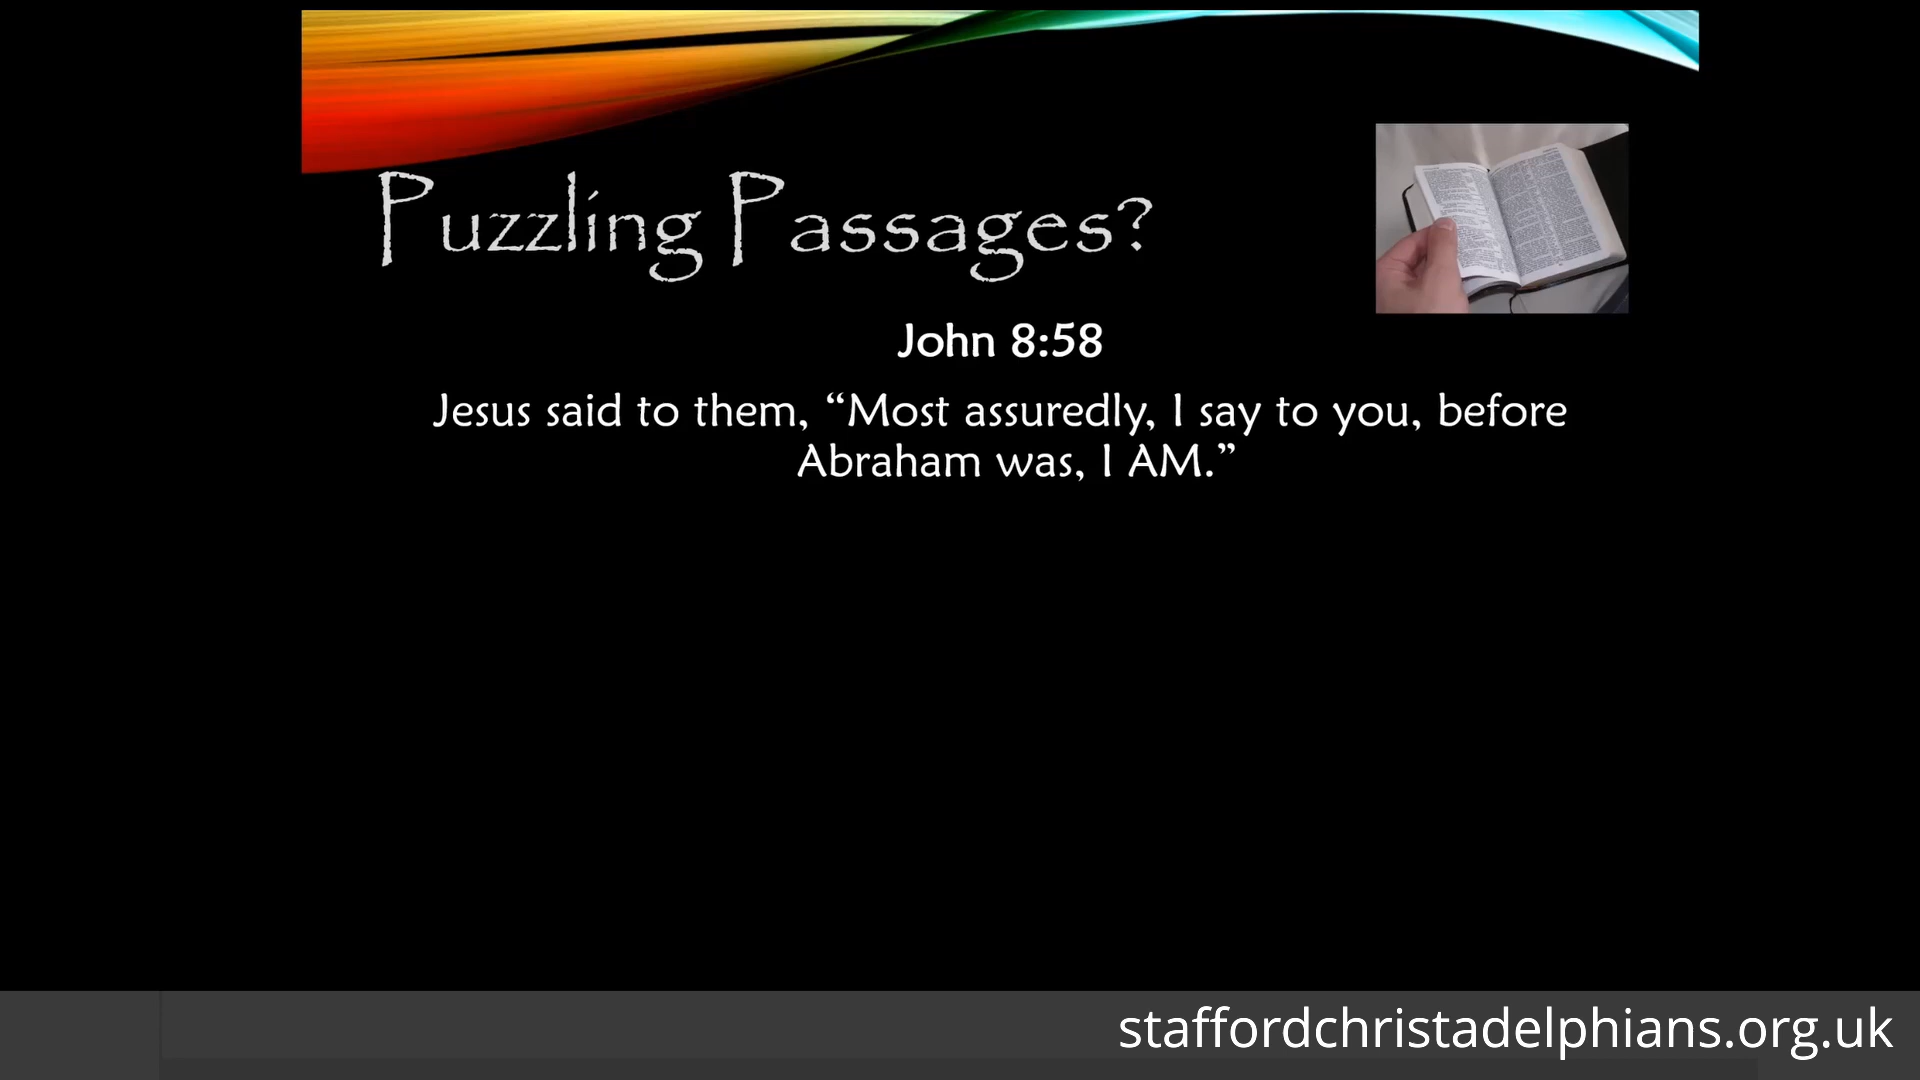 Puzzling Passages?
John 8:58
Jesus said to them, “Most assuredly, I say to you, before
Abraham was, I AM.”
staffordchristadelphians.org.uk